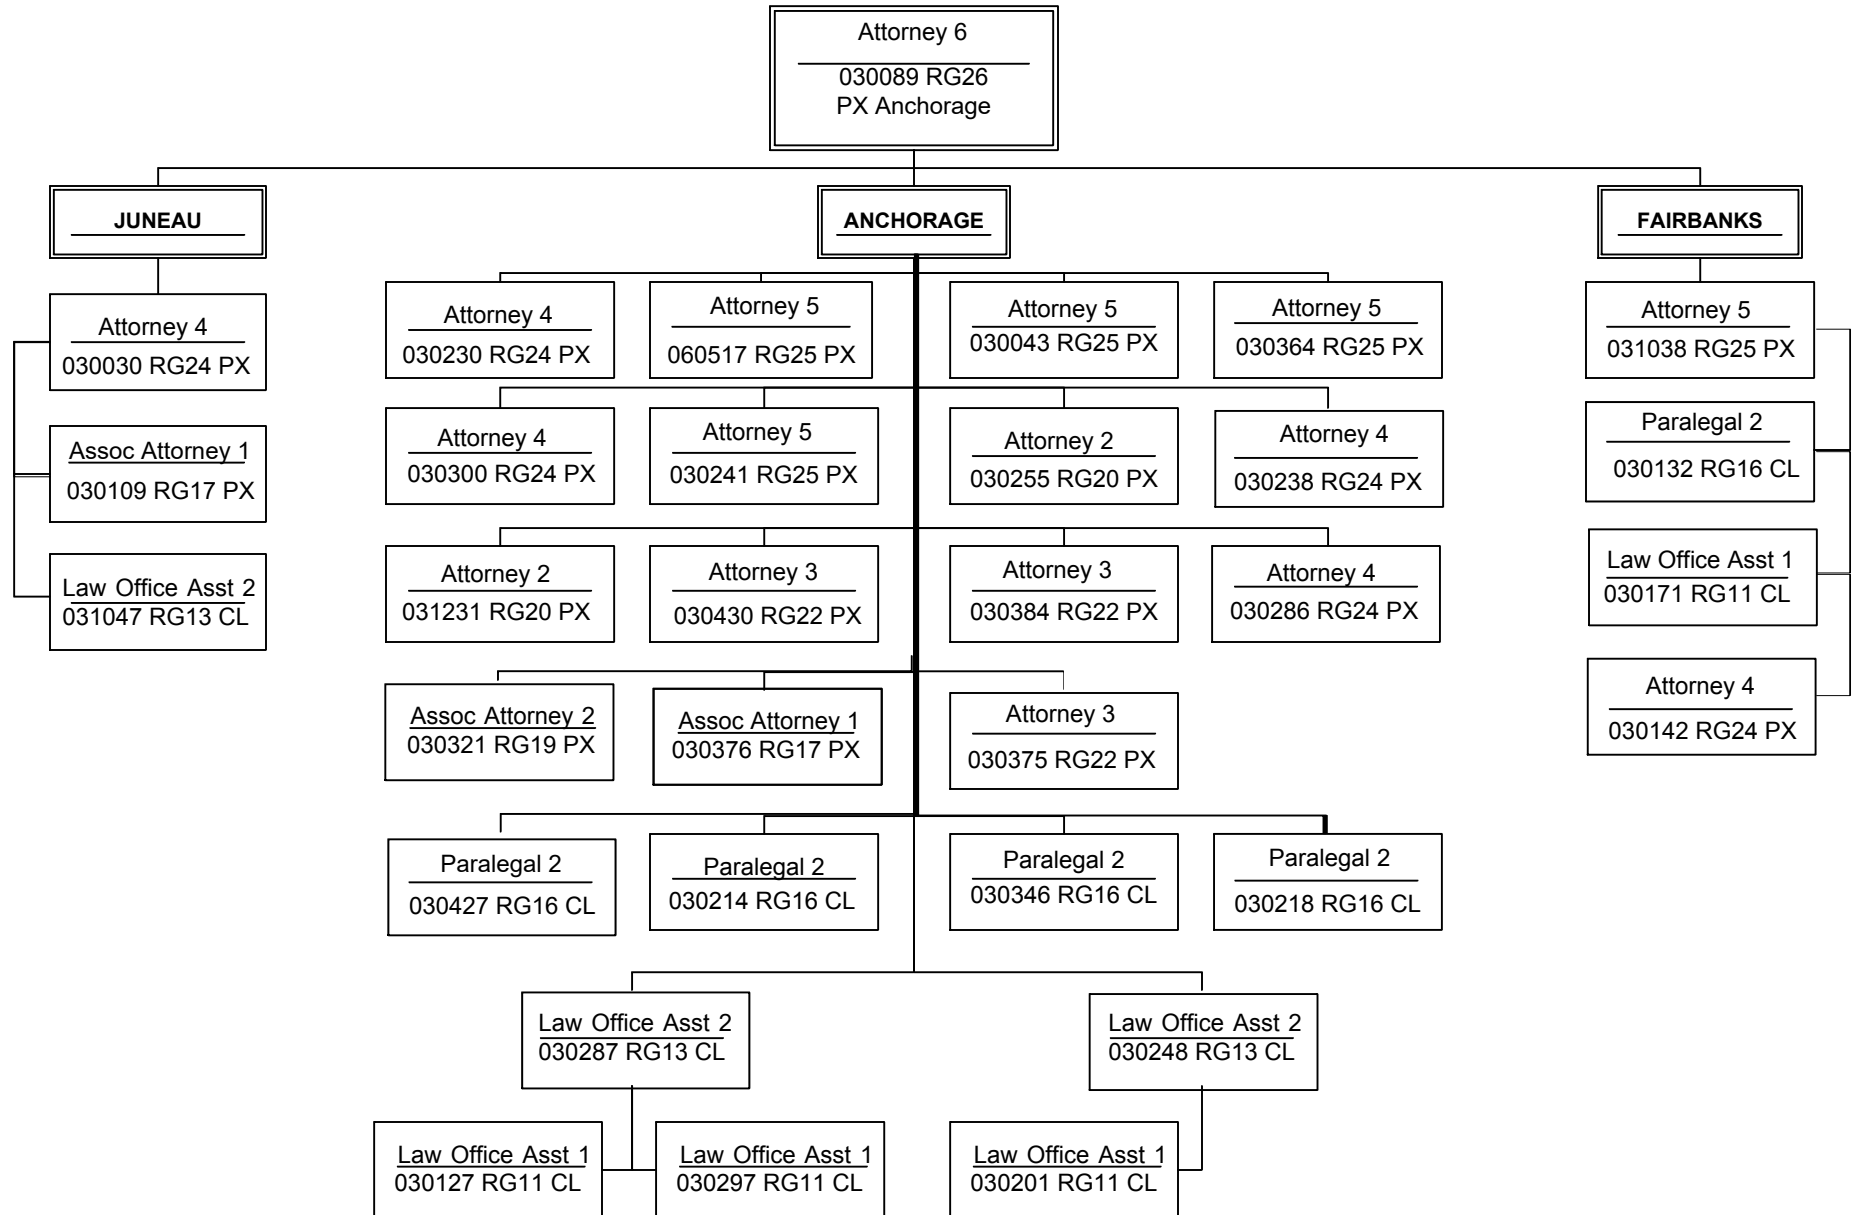 Attorney 6
030089 RG26
PX Anchorage
JUNEAU
ANCHORAGE
FAIRBANKS
Attorney 4
030030 RG24 PX
Assoc Attorney 1
030109 RG17 PX
Law Office Asst 2
031047 RG13 CL
Attorney 4
030230 RG24 PX
Attorney 5
060517 RG25 PX
Attorney 5
030043 RG25 PX
Attorney 5
030364 RG25 PX
Attorney 4
030300 RG24 PX
Attorney 5
030241 RG25 PX
Attorney 2
030255 RG20 PX
Attorney 4
030238 RG24 PX
Attorney 2
031231 RG20 PX
Attorney 3
030430 RG22 PX
Attorney 3
030384 RG22 PX
Attorney 4
030286 RG24 PX
Assoc Attorney 2
030321 RG19 PX
Assoc Attorney 1
030376 RG17 PX
Attorney 3
030375 RG22 PX
Paralegal 2
030427 RG16 CL
Paralegal 2
030214 RG16 CL
Paralegal 2
030346 RG16 CL
Paralegal 2
030218 RG16 CL
Law Office Asst 2
030287 RG13 CL
Law Office Asst 2
030248 RG13 CL
Law Office Asst 1
030127 RG11 CL
Law Office Asst 1
030297 RG11 CL
Law Office Asst 1
030201 RG11 CL
Attorney 5
031038 RG25 PX
Paralegal 2
030132 RG16 CL
Law Office Asst 1
030171 RG11 CL
Attorney 4
030142 RG24 PX